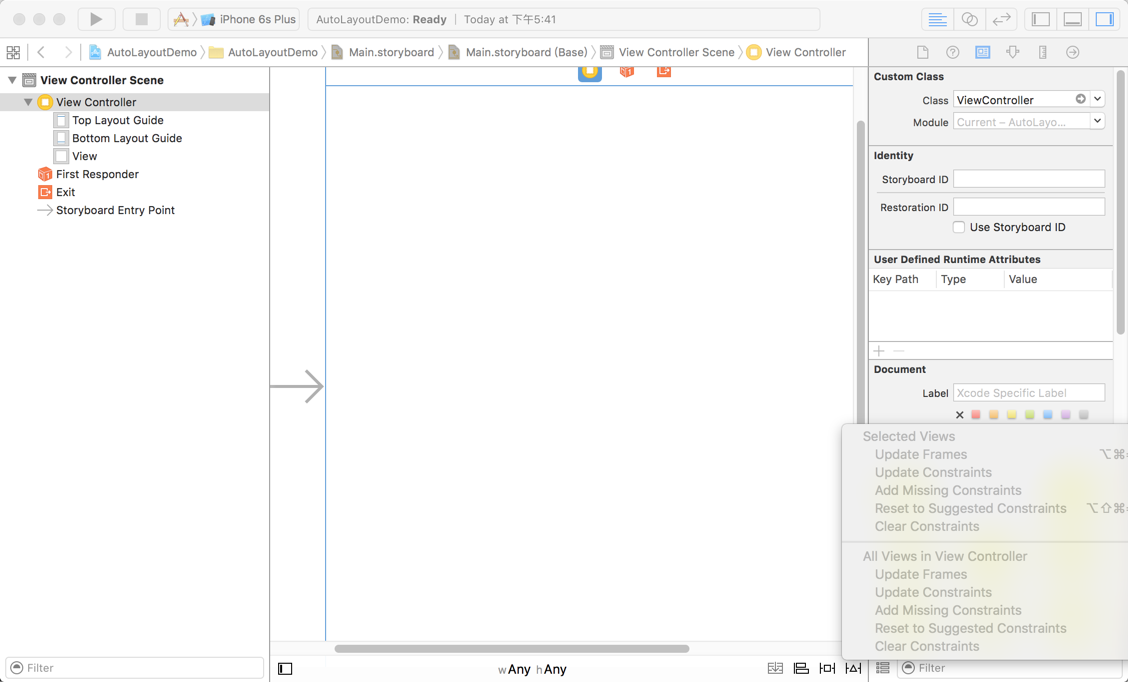 iPhone 6s Plus
AutoLayoutDemo: Ready | Today at 下午5:41
AutoLayoutDemo
AutoLayoutDemo
Main.storyboard
Main.storyboard (Base)
View Controller Scene
View Controller
View Controller Scene
View Controller
Top Layout Guide
Bottom Layout Guide
View
First Responder
Exit
Storyboard Entry Point
Filter
wAny hAny
Custom Class
Class ViewController
Module Current – AutoLayo...
Identity
Storyboard ID
Restoration ID
Use Storyboard ID
User Defined Runtime Attributes
Key Path Type Value
Document
Label Xcode Specific Label
Selected Views
Update Frames ⌥⌘
Update Constraints
Add Missing Constraints
Reset to Suggested Constraints ⌥⇧⌘
Clear Constraints
All Views in View Controller
Update Frames
Update Constraints
Add Missing Constraints
Reset to Suggested Constraints
Clear Constraints
Filter